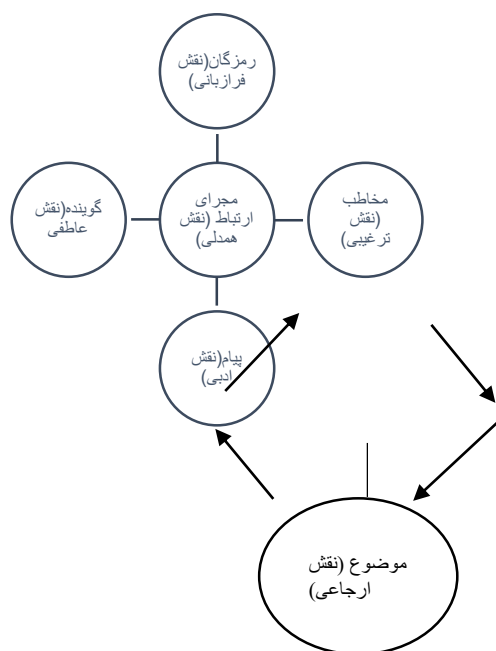 رمزگان(نقش
فرازبانی)
گوینده(نقش
عاطفی
مجرای
ارتباط (نقش
همدلی)
مخاطب
(نقش
ترغیبی)
پیام(نقش
ادبی)
موضوع (نقش
ارجاعی)